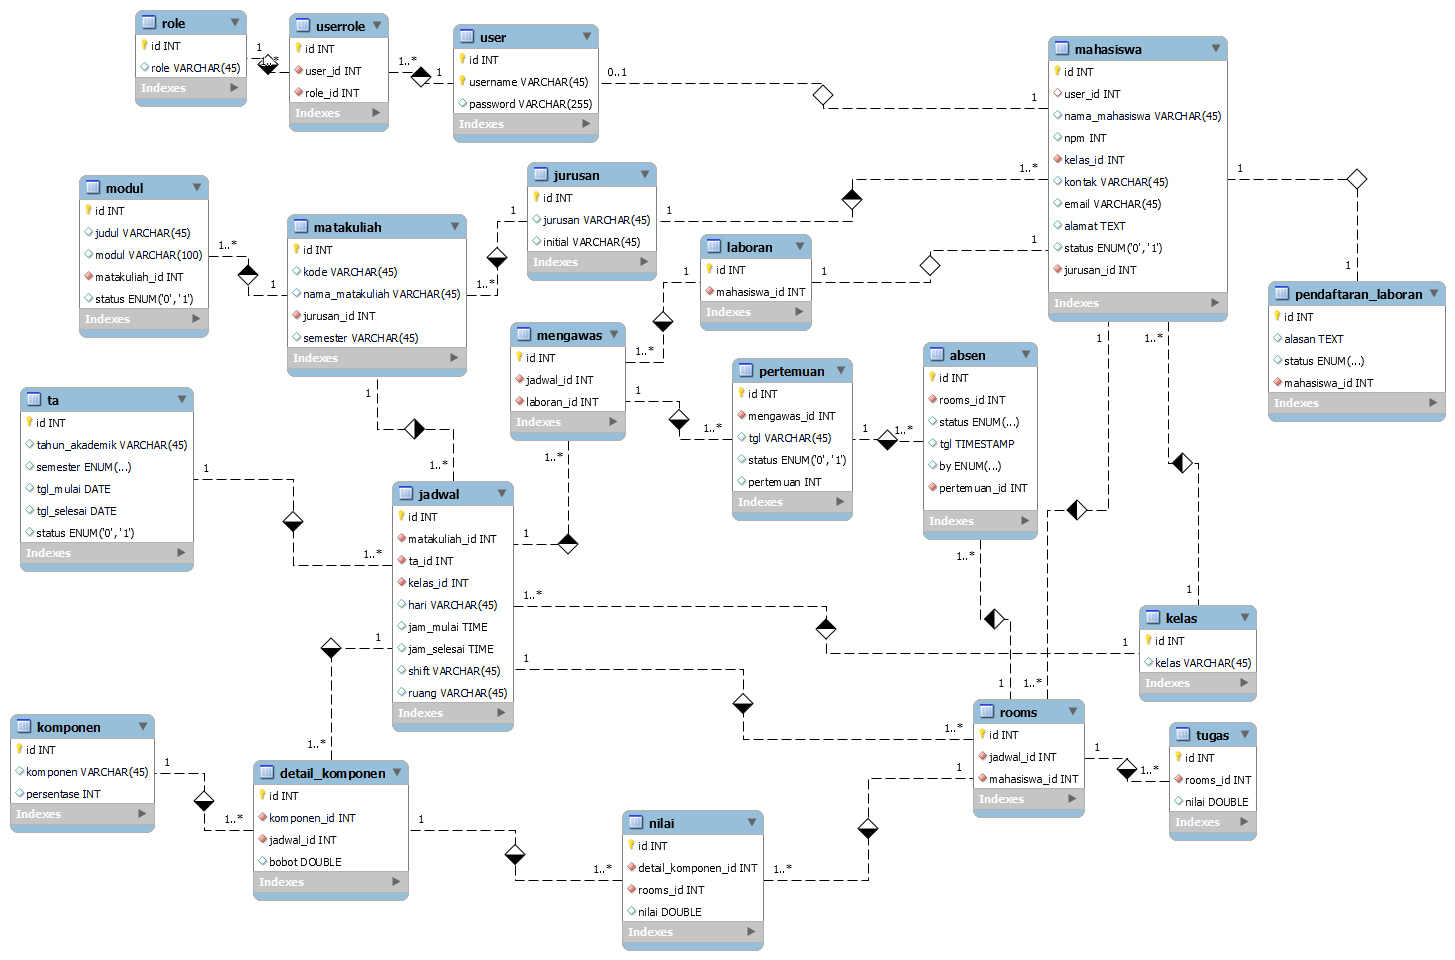 role
id INT
role VARCHAR(45)
Indexes
1
1..*
userrole
id INT
user_id INT
role_id INT
Indexes
1..*
1
user
id INT
username VARCHAR(45)
password VARCHAR(255)
Indexes
0..1
1
mahasiswa
id INT
user_id INT
nama_mahasiswa VARCHAR(45)
npm INT
kelas_id INT
kontak VARCHAR(45)
email VARCHAR(45)
alamat TEXT
status ENUM('0', '1')
jurusan_id INT
Indexes
1
1
pendaftaran_laboran
id INT
alasan TEXT
status ENUM(...)
mahasiswa_id INT
Indexes
modul
id INT
judul VARCHAR(45)
modul VARCHAR(100)
matakuliah_id INT
status ENUM('0', '1')
Indexes
1..*
1
matakuliah
id INT
kode VARCHAR(45)
nama_matakuliah VARCHAR(45)
jurusan_id INT
semester VARCHAR(45)
Indexes
1
1..*
jurusan
id INT
jurusan VARCHAR(45)
initial VARCHAR(45)
Indexes
1
1..*
laboran
id INT
mahasiswa_id INT
Indexes
1
1
1
1..*
mengawas
id INT
jadwal_id INT
laboran_id INT
Indexes
1
1..*
1..*
pertemuan
id INT
mengawas_id INT
tgl VARCHAR(45)
status ENUM('0', '1')
pertemuan INT
Indexes
1
1..*
absen
id INT
rooms_id INT
status ENUM(...)
tgl TIMESTAMP
by ENUM(...)
pertemuan_id INT
Indexes
1
1..*
ta
id INT
tahun_akademik VARCHAR(45)
semester ENUM(...)
tgl_mulai DATE
tgl_selesai DATE
status ENUM('0', '1')
Indexes
1
1..*
1
1..*
jadwal
id INT
matakuliah_id INT
ta_id INT
kelas_id INT
hari VARCHAR(45)
jam_mulai TIME
jam_selesai TIME
shift VARCHAR(45)
ruang VARCHAR(45)
Indexes
1
1..*
1
1
1..*
1..*
1
1..*
1
1
kelas
id INT
kelas VARCHAR(45)
Indexes
1..*
1..*
1
rooms
id INT
jadwal_id INT
mahasiswa_id INT
Indexes
1
1..*
tugas
id INT
rooms_id INT
nilai DOUBLE
Indexes
komponen
id INT
komponen VARCHAR(45)
persentase INT
Indexes
1
1..*
detail_komponen
id INT
komponen_id INT
jadwal_id INT
bobot DOUBLE
Indexes
1
1..*
nilai
id INT
detail_komponen_id INT
rooms_id INT
nilai DOUBLE
Indexes
1..*